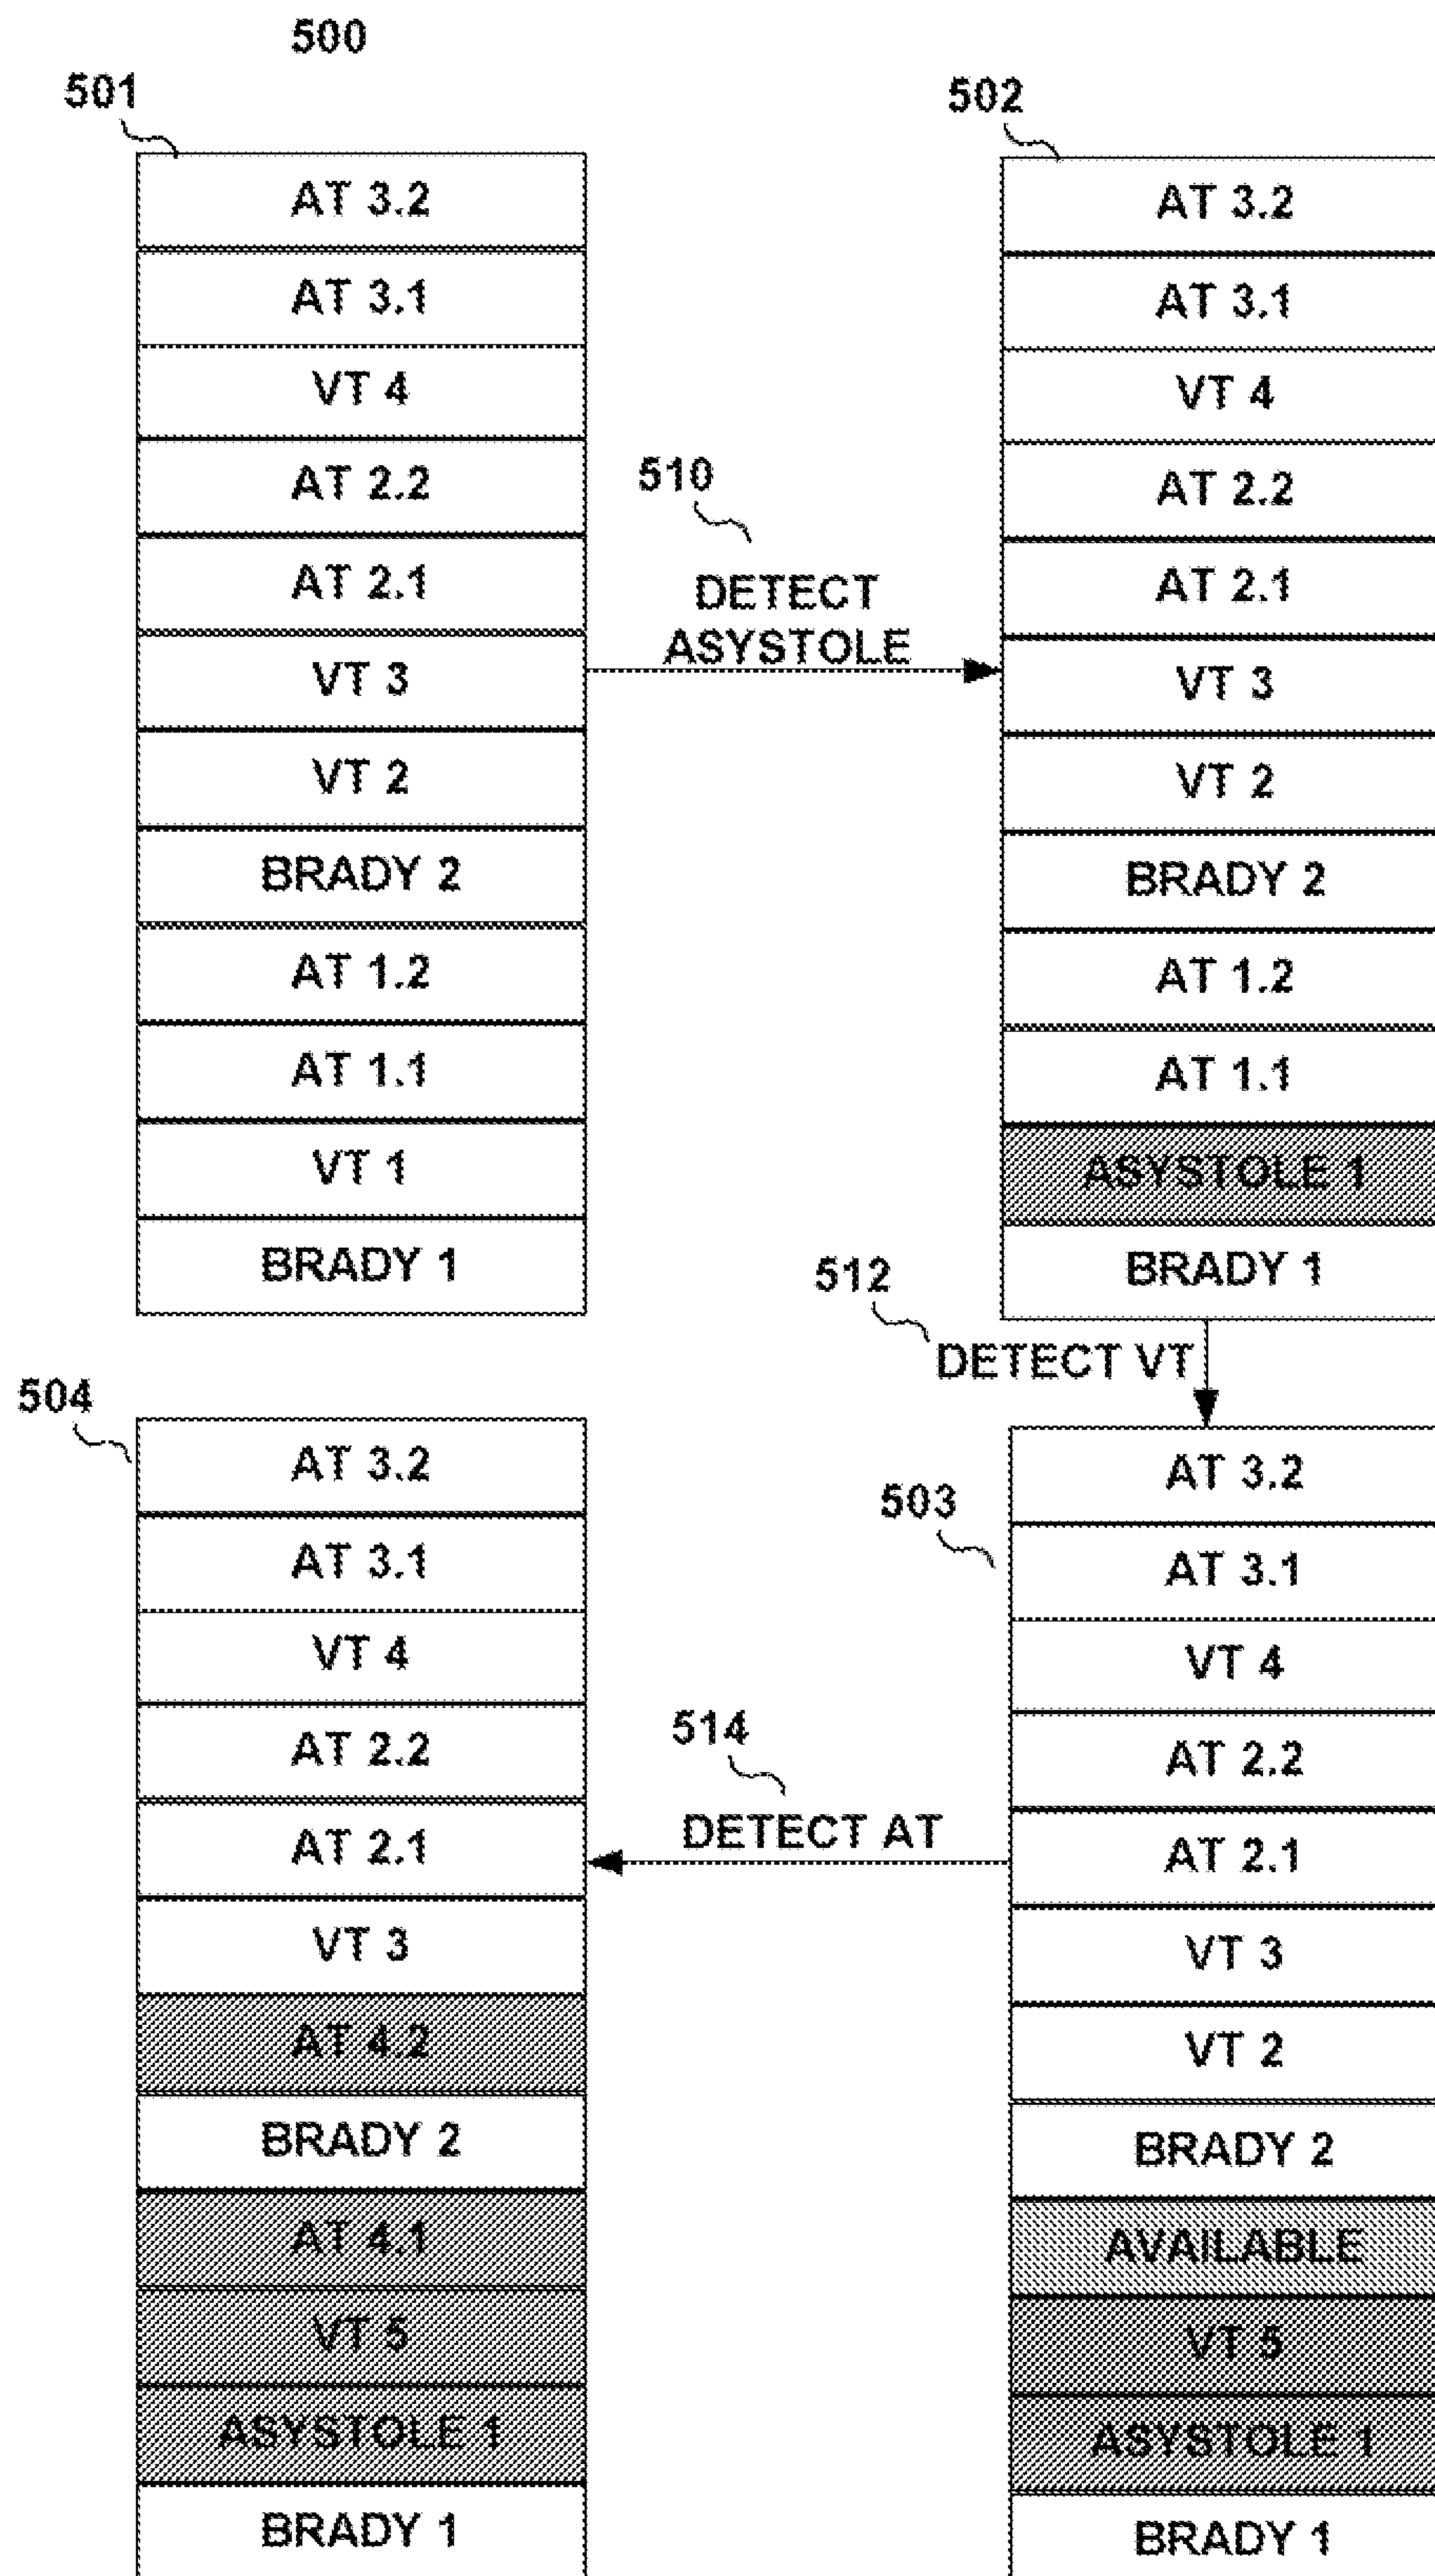 500
501
AT 3.2
AT 3.1
VT 4
AT 2.2
AT 2.1
VT 3
VT 2
BRADY 2
AT 1.2
AT 1.1
VT 1
BRADY 1
510
DETECT
ASYSTOLE
502
AT 3.2
AT 3.1
VT 4
AT 2.2
AT 2.1
VT 3
VT 2
BRADY 2
AT 1.2
AT 1.1
ASYSTOLE 1
BRADY 1
512
DETECT VT
503
AT 3.2
AT 3.1
VT 4
AT 2.2
AT 2.1
VT 3
VT 2
BRADY 2
AVAILABLE
VT 5
ASYSTOLE 1
BRADY 1
514
DETECT AT
504
AT 3.2
AT 3.1
VT 4
AT 2.2
AT 2.1
VT 3
AT 4.2
BRADY 2
AT 4.1
VT 5
ASYSTOLE 1
BRADY 1